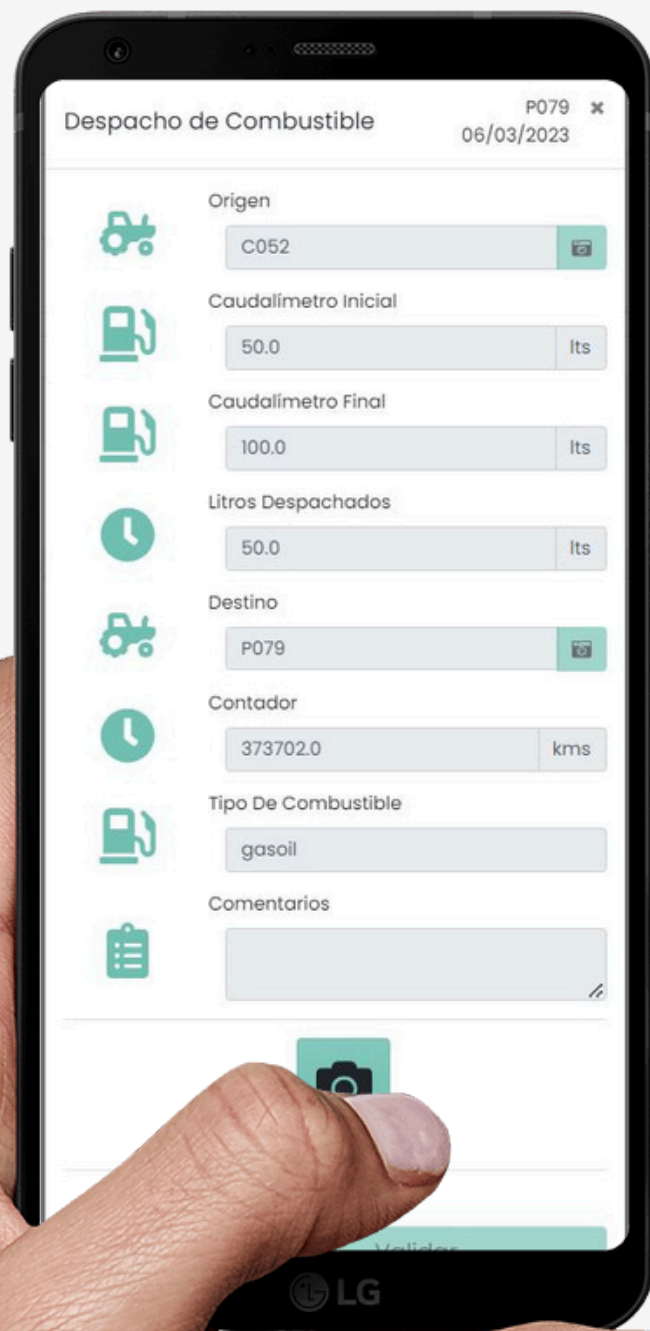 Despacho de Combustible
P079 ×
06/03/2023
Origen
C052
Caudalímetro Inicial
50.0 lts
Caudalímetro Final
100.0 lts
Litros Despachados
50.0 lts
Destino
P079
Contador
373702.0 kms
Tipo De Combustible
gasoil
Comentarios
Validar
LG